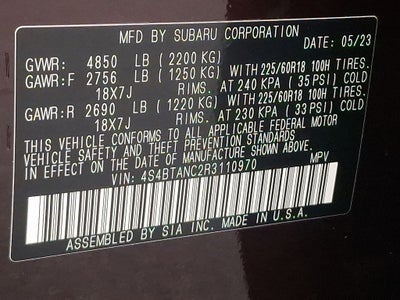 MFD BY SUBARU CORPORATION DATE: 05/23
GVWR: 4850 LB (2200 KG)
GAWR:F 2756 LB (1250 KG) WITH 225/60R18 100H TIRES.
18X7J RIMS. AT 240 KPA (35 PSI) COLD
GAWR:R 2690 LB (1220 KG) WITH 225/60R18 100H TIRES.
18X7J RIMS. AT 230 KPA (33 PSI) COLD
THIS VEHICLE CONFORMS TO ALL APPLICABLE FEDERAL MOTOR
VEHICLE SAFETY AND THEFT PREVENTION STANDARDS
IN EFFECT ON THE DATE OF MANUFACTURE SHOWN ABOVE.
VIN: 4S4BTANC2R3110970 MPV
ASSEMBLED BY SIA INC. MADE IN U.S.A.